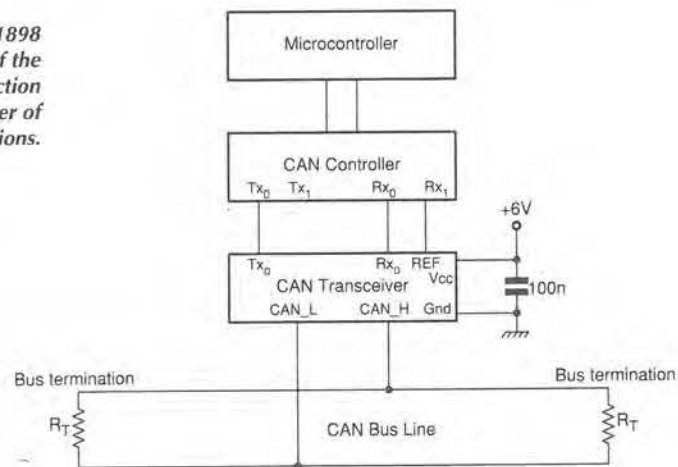 1898
f the
ction
er of
ions.
Microcontroller
CAN Controller
Tx0 Tx1 Rx0 Rx1
+6V
Tx0 Rx0 REF
Vcc
CAN Transceiver
100n
CAN_L CAN_H Gnd
Bus termination Bus termination
RT CAN Bus Line RT